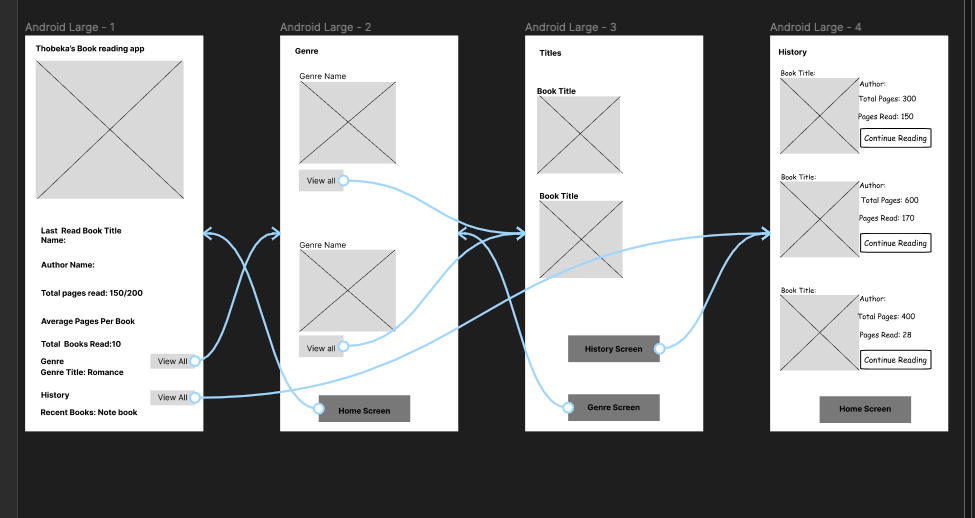 Android Large - 1
Thobeka's Book reading app
Last Read Book Title
Name:
Author Name:
Total pages read: 150/200
Average Pages Per Book
Total Books Read:10
Genre
View All
Genre Title: Romance
History
View All
Recent Books: Note book
Android Large - 2
Genre
Genre Name
View all
Genre Name
View all
Home Screen
Android Large - 3
Titles
Book Title
Book Title
History Screen
Genre Screen
Android Large - 4
History
Book Title:
Author:
Total Pages: 300
Pages Read: 150
Continue Reading
Book Title:
Author:
Total Pages: 600
Pages Read: 170
Continue Reading
Book Title:
Author:
Total Pages: 400
Pages Read: 28
Continue Reading
Home Screen